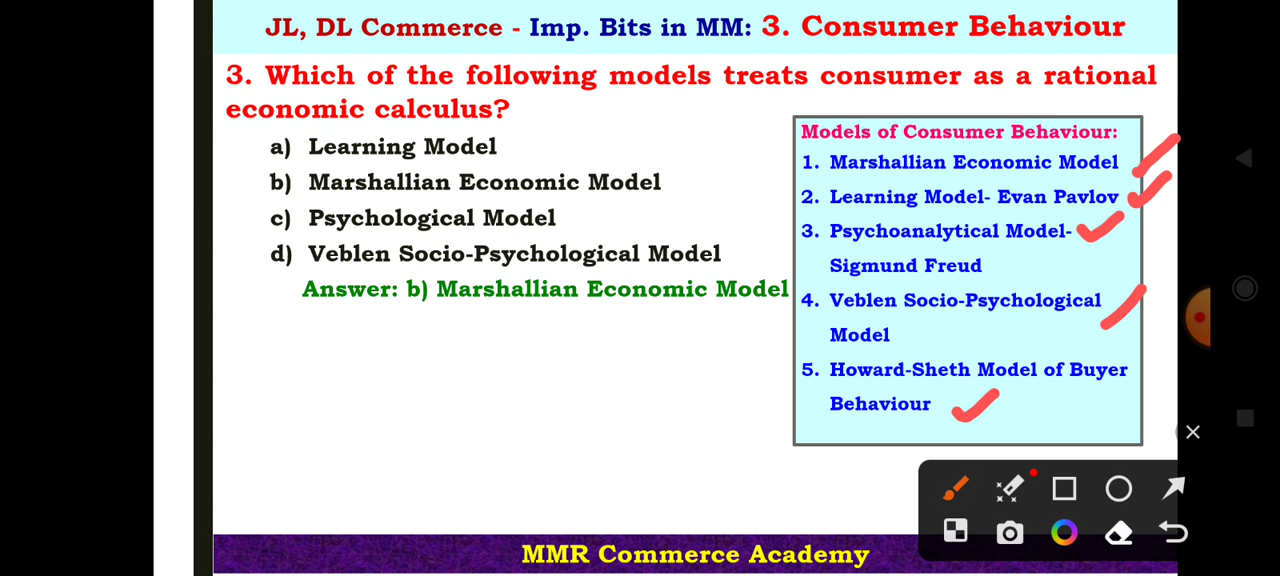 JL, DL Commerce - Imp. Bits in MM: 3. Consumer Behaviour
3. Which of the following models treats consumer as a rational
economic calculus?
a) Learning Model
b) Marshallian Economic Model
c) Psychological Model
d) Veblen Socio-Psychological Model
Answer: b) Marshallian Economic Model
Models of Consumer Behaviour:
1. Marshallian Economic Model
2. Learning Model- Evan Pavlov
3. Psychoanalytical Model-
Sigmund Freud
4. Veblen Socio-Psychological
Model
5. Howard-Sheth Model of Buyer
Behaviour
MMR Commerce Academy